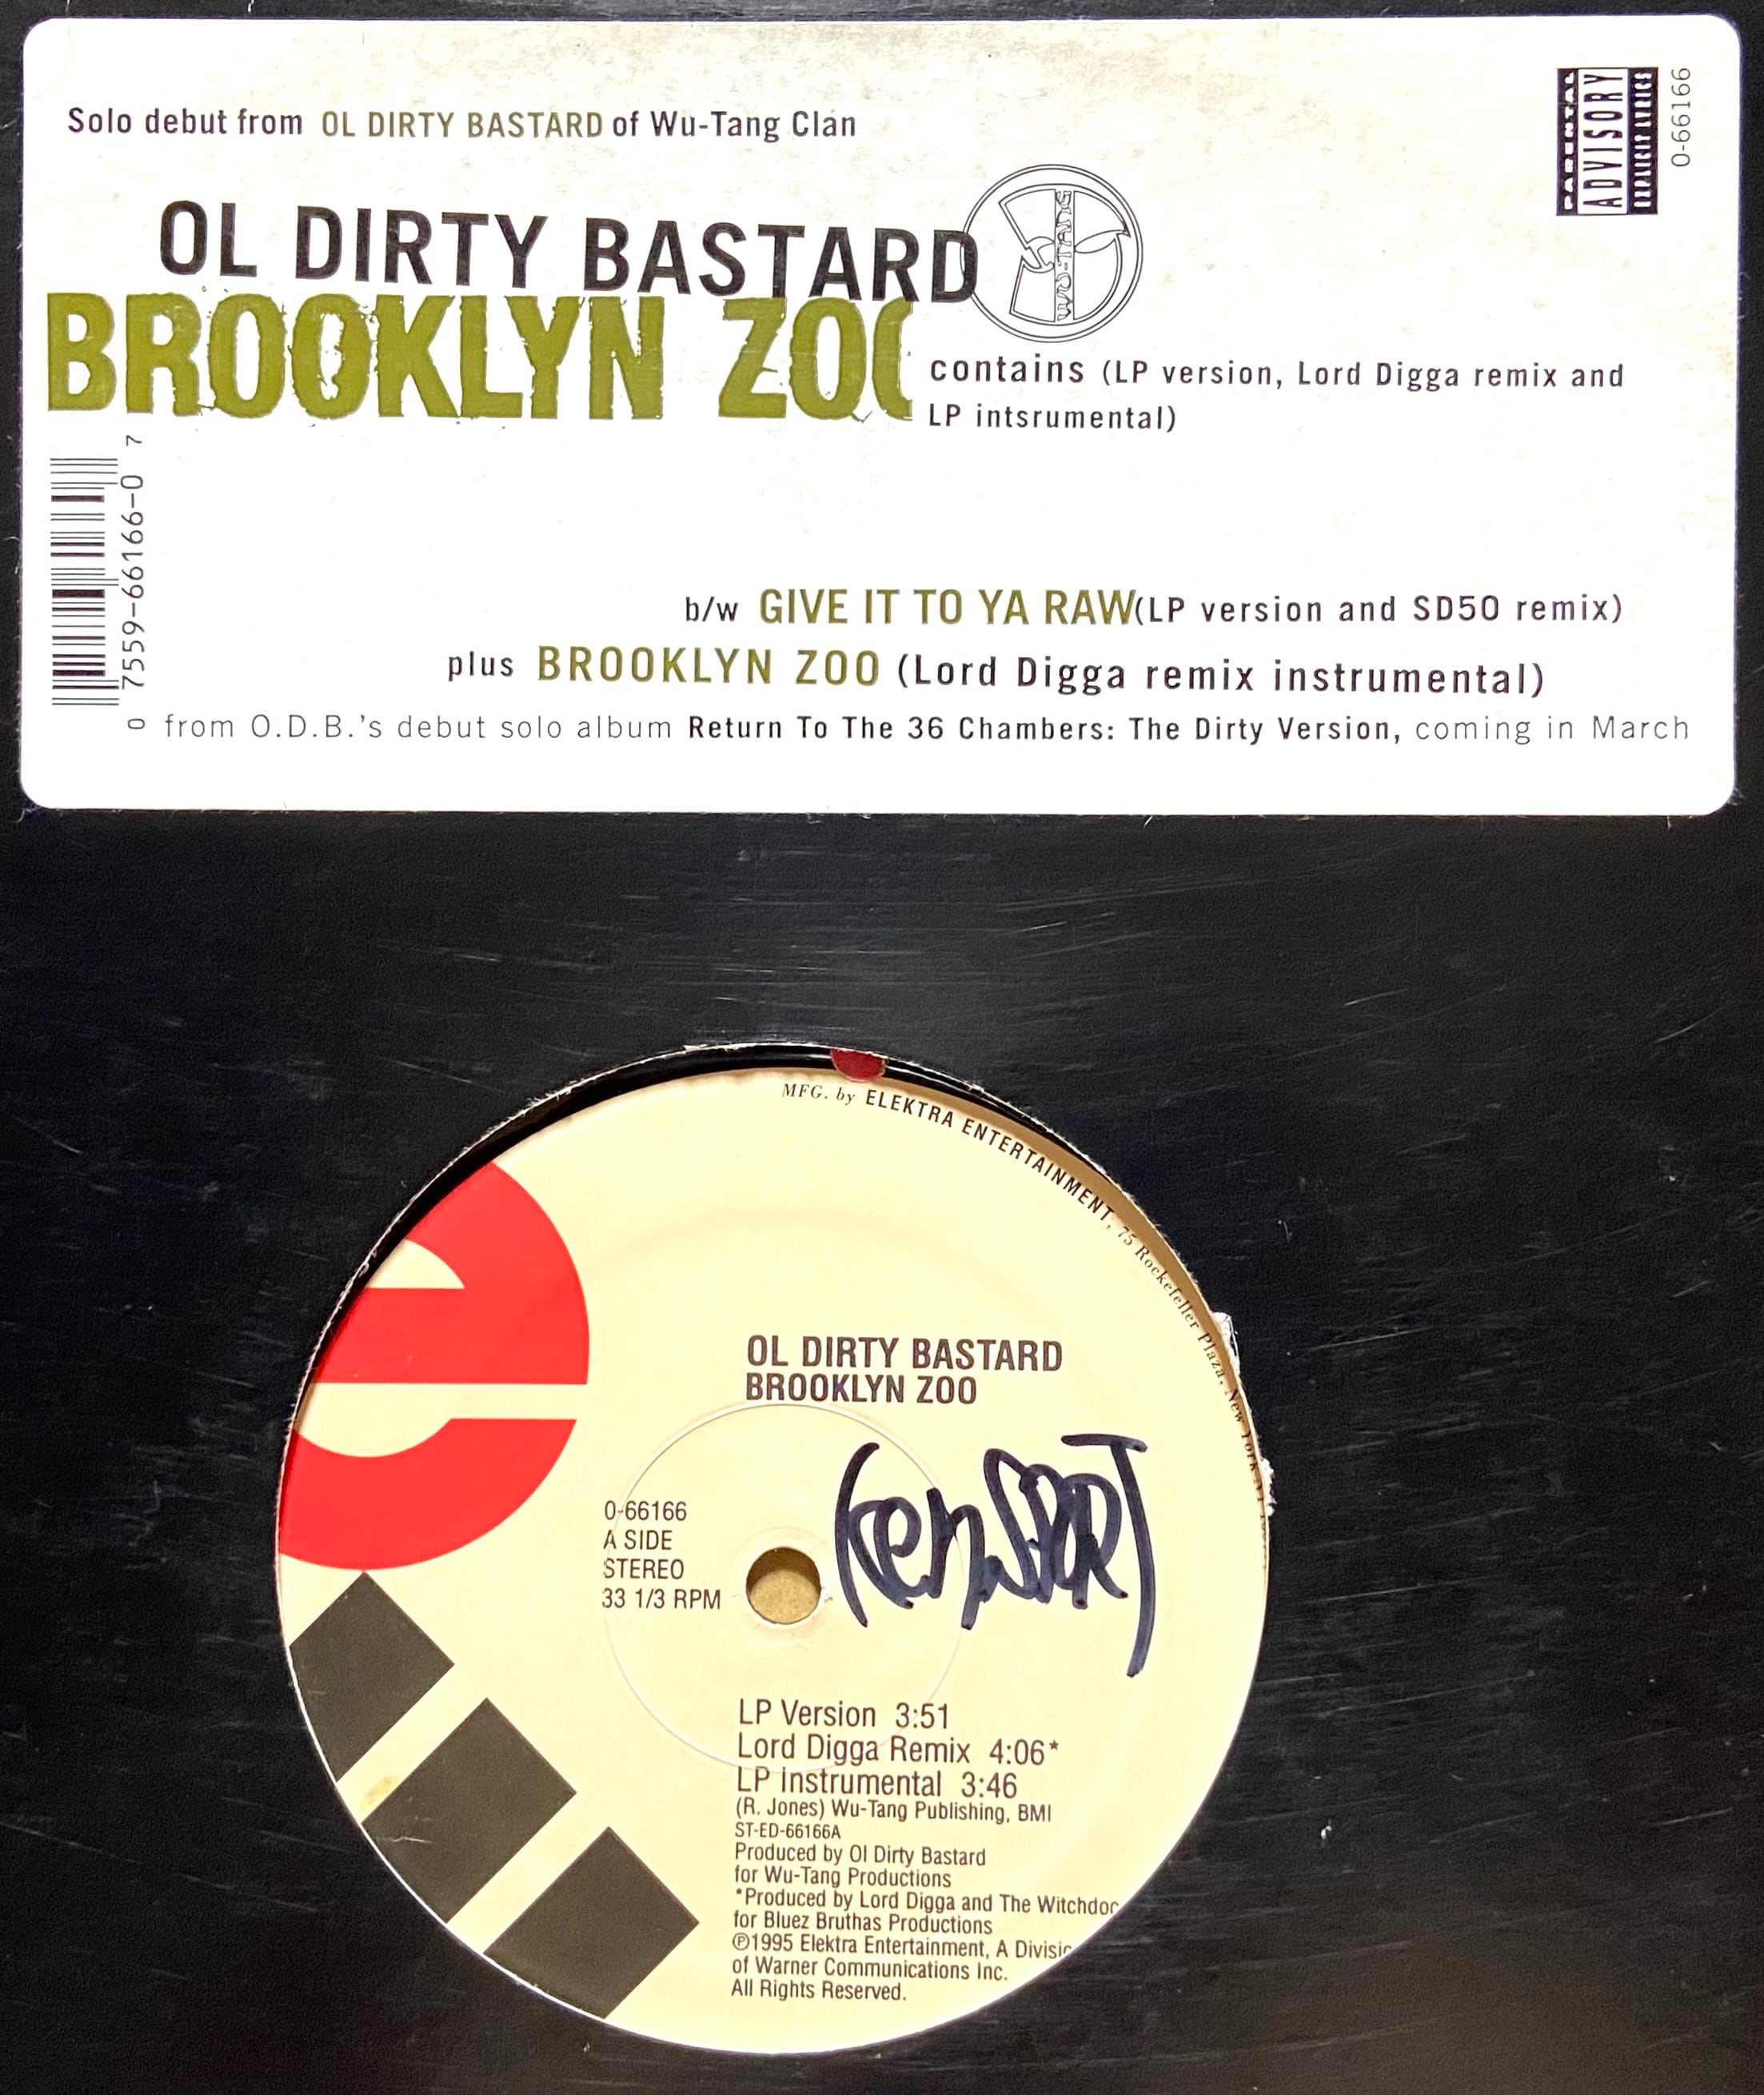 Solo debut from OL DIRTY BASTARD of Wu-Tang Clan
PARENTAL
ADVISORY
EXPLICIT LYRICS
0-66166
OL DIRTY BASTARD
WU-TANG
BROOKLYN ZOO
contains (LP version, Lord Digga remix and
LP intsrumental)
0 7559-66166-0 7
b/w GIVE IT TO YA RAW(LP version and SD50 remix)
plus BROOKLYN ZOO (Lord Digga remix instrumental)
from O.D.B.'s debut solo album Return To The 36 Chambers: The Dirty Version, coming in March
MFG. by ELEKTRA ENTERTAINMENT, 75 Rockefeller Plaza, New York
e
OL DIRTY BASTARD
BROOKLYN ZOO
0-66166
A SIDE
STEREO
33 1/3 RPM
Ken SPORT
LP Version 3:51
Lord Digga Remix 4:06*
LP Instrumental 3:46
(R. Jones) Wu-Tang Publishing, BMI
ST-ED-66166A
Produced by Ol Dirty Bastard
for Wu-Tang Productions
*Produced by Lord Digga and The Witchdoc
for Bluez Bruthas Productions
℗1995 Elektra Entertainment, A Divisic
of Warner Communications Inc.
All Rights Reserved.